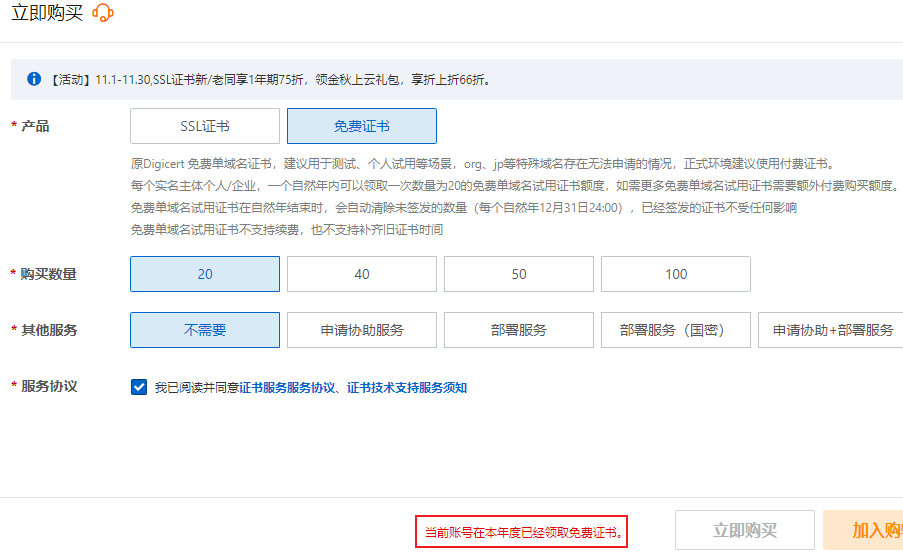 立即购买
【活动】11.1-11.30,SSL证书新/老同享1年期75折，领金秋上云礼包，享折上折66折。
* 产品 SSL证书 免费证书
原Digicert 免费单域名证书，建议用于测试、个人试用等场景，org、jp等特殊域名存在无法申请的情况，正式环境建议使用付费证书。
每个实名主体个人/企业，一个自然年内可以领取一次数量为20的免费单域名试用证书额度，如需更多免费单域名试用证书需要额外付费购买额度。
免费单域名试用证书在自然年结束时，会自动清除未签发的数量（每个自然年12月31日24:00），已经签发的证书不受任何影响
免费单域名试用证书不支持续费，也不支持补齐旧证书时间
* 购买数量 20 40 50 100
* 其他服务 不需要 申请协助服务 部署服务 部署服务（国密） 申请协助+部署服务
* 服务协议 我已阅读并同意证书服务服务协议、证书技术支持服务须知
当前账号在本年度已经领取免费证书。 立即购买 加入购